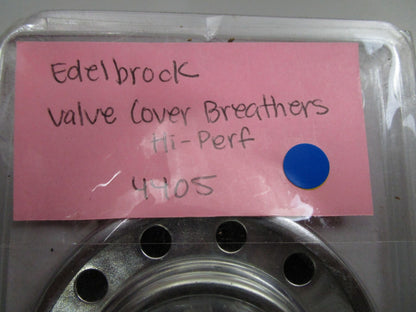 Edelbrock
Valve Cover Breathers
Hi-Perf
4405